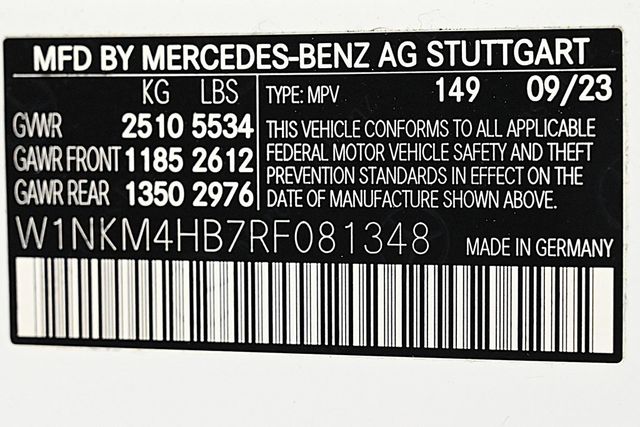 MFD BY MERCEDES-BENZ AG STUTTGART
KG LBS
GVWR 2510 5534
GAWR FRONT 1185 2612
GAWR REAR 1350 2976
TYPE: MPV 149 09/23
THIS VEHICLE CONFORMS TO ALL APPLICABLE
FEDERAL MOTOR VEHICLE SAFETY AND THEFT
PREVENTION STANDARDS IN EFFECT ON THE
DATE OF MANUFACTURE SHOWN ABOVE.
W1NKM4HB7RF081348 MADE IN GERMANY